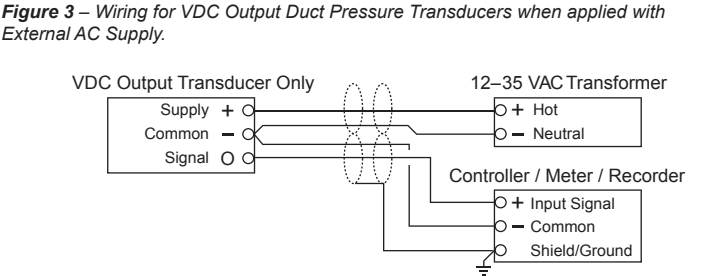 Figure 3 – Wiring for VDC Output Duct Pressure Transducers when applied with
External AC Supply.
VDC Output Transducer Only
Supply +
Common –
Signal O
12–35 VAC Transformer
+ Hot
– Neutral
Controller / Meter / Recorder
+ Input Signal
– Common
Shield/Ground